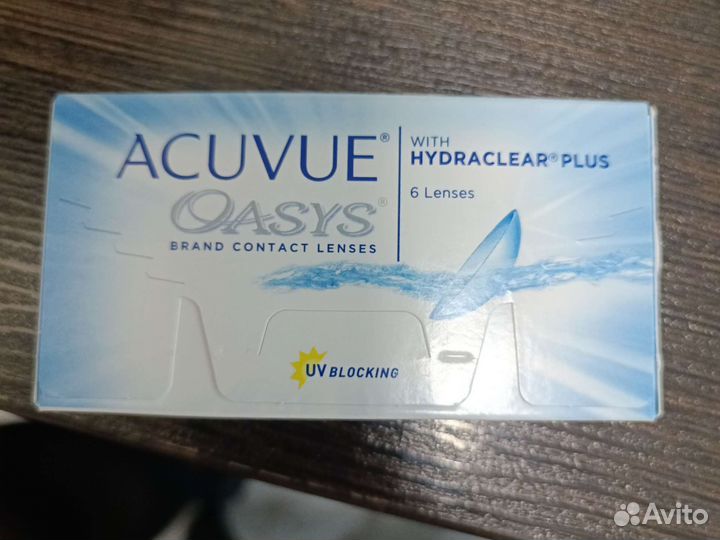 ACUVUE®
OASYS®
BRAND CONTACT LENSES
WITH
HYDRACLEAR® PLUS
6 Lenses
UV BLOCKING
Avito